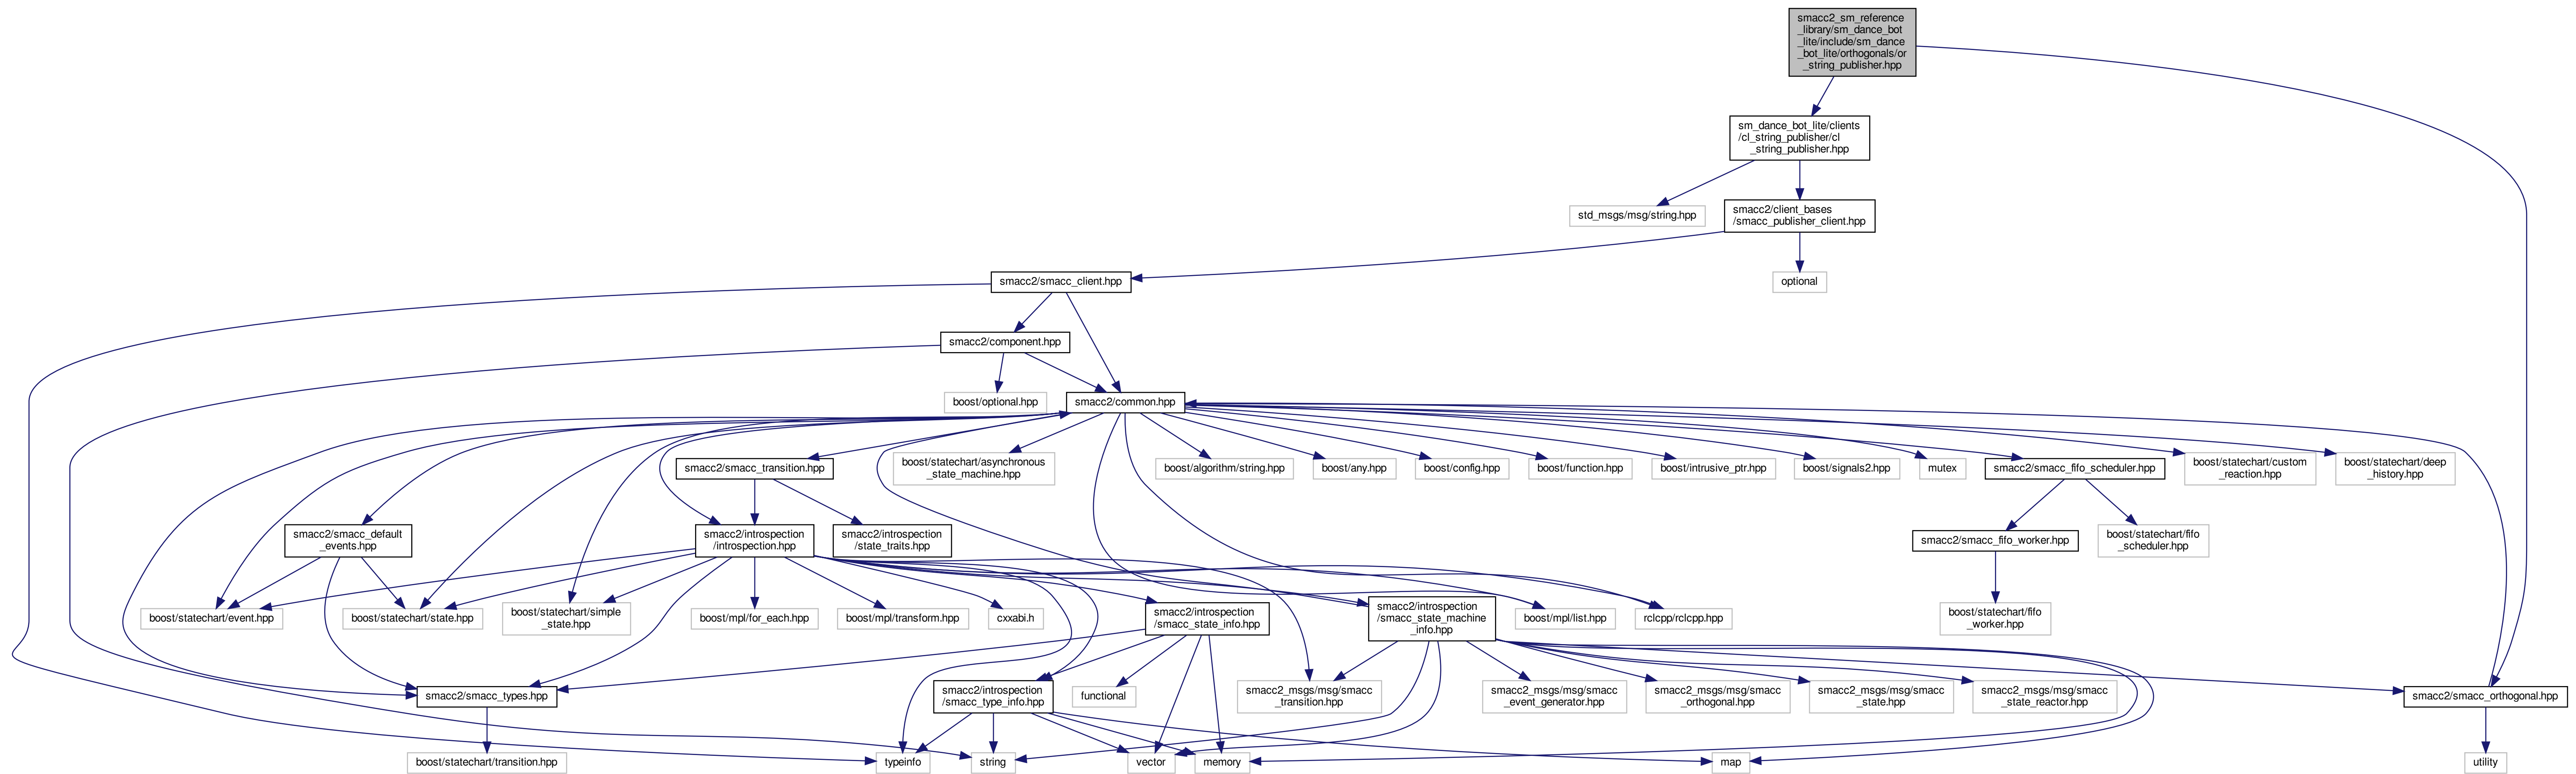 smacc2_sm_reference
_library/sm_dance_bot
_lite/include/sm_dance
_bot_lite/orthogonals/or
_string_publisher.hpp
sm_dance_bot_lite/clients
/cl_string_publisher/cl
_string_publisher.hpp
std_msgs/msg/string.hpp
smacc2/client_bases
/smacc_publisher_client.hpp
smacc2/smacc_client.hpp
optional
smacc2/component.hpp
boost/optional.hpp
smacc2/common.hpp
smacc2/smacc_transition.hpp
boost/statechart/asynchronous
_state_machine.hpp
boost/algorithm/string.hpp
boost/any.hpp
boost/config.hpp
boost/function.hpp
boost/intrusive_ptr.hpp
boost/signals2.hpp
mutex
smacc2/smacc_fifo_scheduler.hpp
boost/statechart/custom
_reaction.hpp
boost/statechart/deep
_history.hpp
smacc2/smacc_default
_events.hpp
smacc2/introspection
/introspection.hpp
smacc2/introspection
/state_traits.hpp
smacc2/smacc_fifo_worker.hpp
boost/statechart/fifo
_scheduler.hpp
boost/statechart/event.hpp
boost/statechart/state.hpp
boost/statechart/simple
_state.hpp
boost/mpl/for_each.hpp
boost/mpl/transform.hpp
cxxabi.h
smacc2/introspection
/smacc_state_info.hpp
smacc2/introspection
/smacc_state_machine
_info.hpp
boost/mpl/list.hpp
rclcpp/rclcpp.hpp
boost/statechart/fifo
_worker.hpp
smacc2/smacc_types.hpp
smacc2/introspection
/smacc_type_info.hpp
functional
smacc2_msgs/msg/smacc
_transition.hpp
smacc2_msgs/msg/smacc
_event_generator.hpp
smacc2_msgs/msg/smacc
_orthogonal.hpp
smacc2_msgs/msg/smacc
_state.hpp
smacc2_msgs/msg/smacc
_state_reactor.hpp
smacc2/smacc_orthogonal.hpp
boost/statechart/transition.hpp
typeinfo
string
vector
memory
map
utility